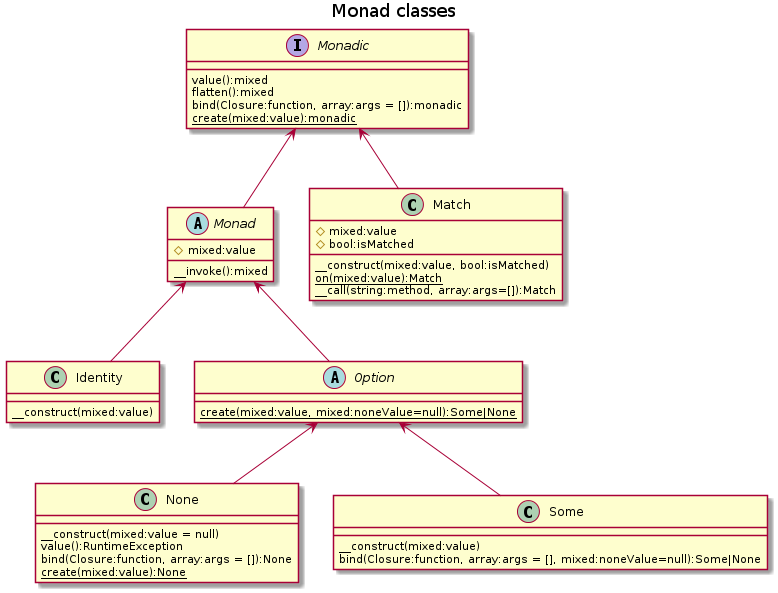 Monad classes
I Monadic
value():mixed
flatten():mixed
bind(Closure:function, array:args = []):monadic
create(mixed:value):monadic
A Monad
mixed:value
__invoke():mixed
C Match
mixed:value
bool:isMatched
__construct(mixed:value, bool:isMatched)
on(mixed:value):Match
__call(string:method, array:args=[]):Match
C Identity
__construct(mixed:value)
A Option
create(mixed:value, mixed:noneValue=null):Some|None
C None
__construct(mixed:value = null)
value():RuntimeException
bind(Closure:function, array:args = []):None
create(mixed:value):None
C Some
__construct(mixed:value)
bind(Closure:function, array:args = [], mixed:noneValue=null):Some|None